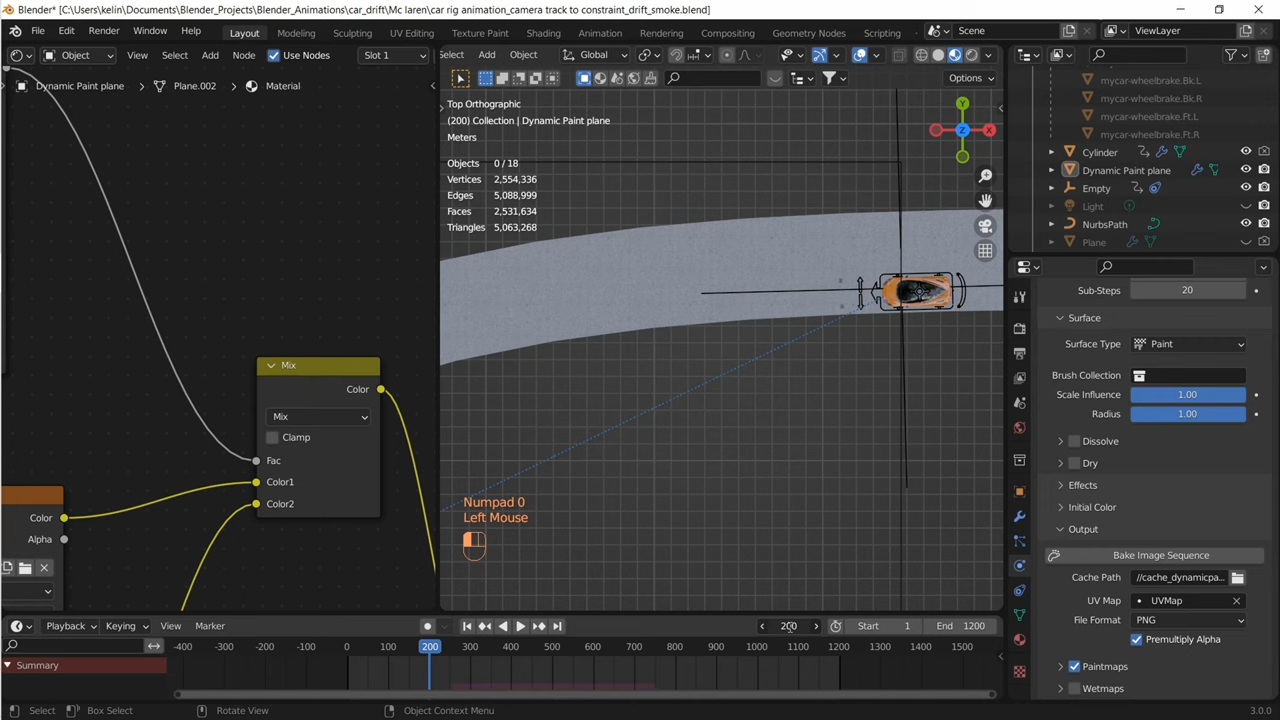 Blender* [C:\Users\kelin\Documents\Blender_Projects\Blender_Animations\car_drift\Mc laren\car rig animation_camera track to constraint_drift_smoke.blend]
File Edit Render Window Help Layout Modeling Sculpting UV Editing Texture Paint Shading Animation Rendering Compositing Geometry Nodes Scripting Scene ViewLayer
Object View Select Add Node Use Nodes Slot 1 elect Add Object Global
Options
Dynamic Paint plane > Plane.002 > Material
Top Orthographic
(200) Collection | Dynamic Paint plane
Meters
Objects 0 / 18
Vertices 2,554,336
Edges 5,088,999
Faces 2,531,634
Triangles 5,063,268
Y
X
Z
mycar-wheelbrake.Bk.L
mycar-wheelbrake.Bk.R
mycar-wheelbrake.Ft.L
mycar-wheelbrake.Ft.R
Cylinder
Dynamic Paint plane
Empty
Light
NurbsPath
Plane
Mix
Color
Mix
Clamp
Fac
Color1
Color2
Color
Alpha
Numpad 0
Left Mouse
Sub-Steps 20
Surface
Surface Type Paint
Brush Collection
Scale Influence 1.00
Radius 1.00
Dissolve
Dry
Effects
Initial Color
Output
Bake Image Sequence
Cache Path //cache_dynamicpa...
UV Map UVMap
File Format PNG
Premultiply Alpha
Paintmaps
Wetmaps
Playback Keying View Marker 200 Start 1 End 1200
-400 -300 -200 -100 0 100 200 300 400 500 600 700 800 900 1000 1100 1200 1300 1400 1500
Summary
Select Box Select Rotate View Object Context Menu 3.0.0